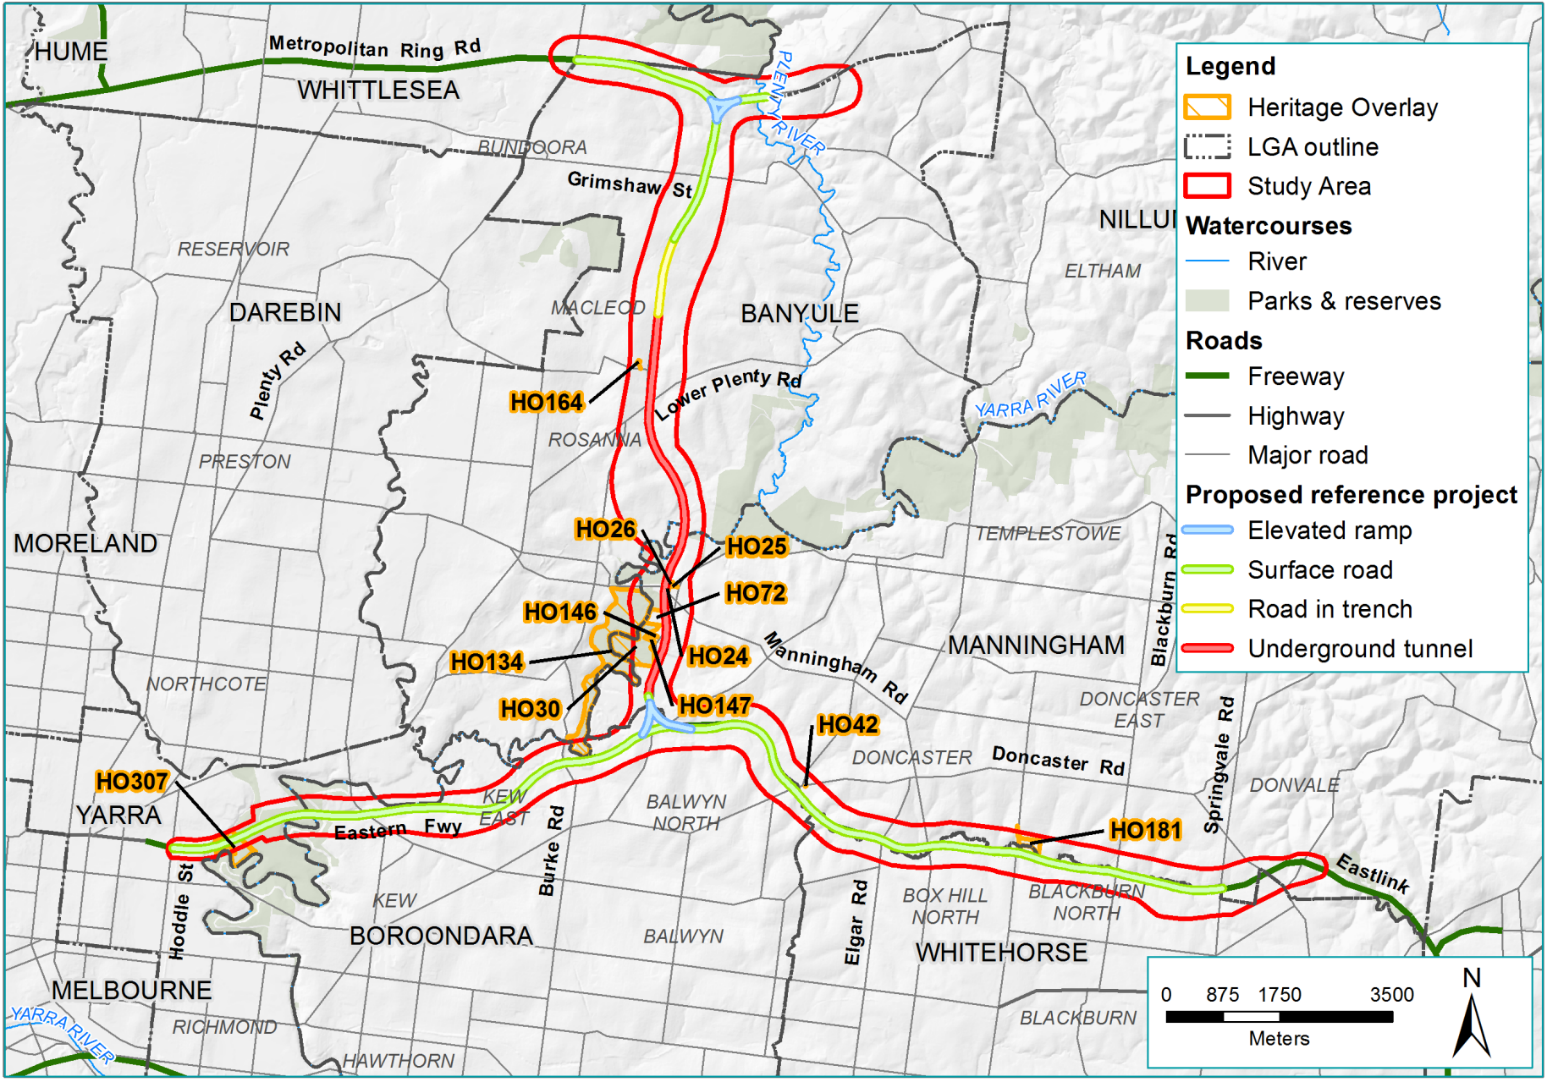 HUME
Metropolitan Ring Rd
WHITTLESEA
PLENTY RIVER
BUNDOORA
Grimshaw St
RESERVOIR
NILLU
ELTHAM
DAREBIN
MACLEOD
BANYULE
Plenty Rd
HO164
Lower Plenty Rd
YARRA RIVER
ROSANNA
PRESTON
HO26
HO25
TEMPLESTOWE
MORELAND
Blackburn Rd
HO72
HO146
Manningham Rd
MANNINGHAM
HO134
HO24
NORTHCOTE
HO30
HO147
DONCASTER
EAST
HO42
Springvale Rd
DONCASTER
Doncaster Rd
HO307
DONVALE
YARRA
KEW
EAST
BALWYN
NORTH
Eastern Fwy
Burke Rd
HO181
Eastlink
Hoddle St
KEW
BOX HILL
NORTH
BLACKBURN
NORTH
Elgar Rd
BOROONDARA
BALWYN
WHITEHORSE
MELBOURNE
YARRA RIVER
RICHMOND
BLACKBURN
HAWTHORN
Legend
Heritage Overlay
LGA outline
Study Area
Watercourses
River
Parks & reserves
Roads
Freeway
Highway
Major road
Proposed reference project
Elevated ramp
Surface road
Road in trench
Underground tunnel
0 875 1750 3500
Meters
N